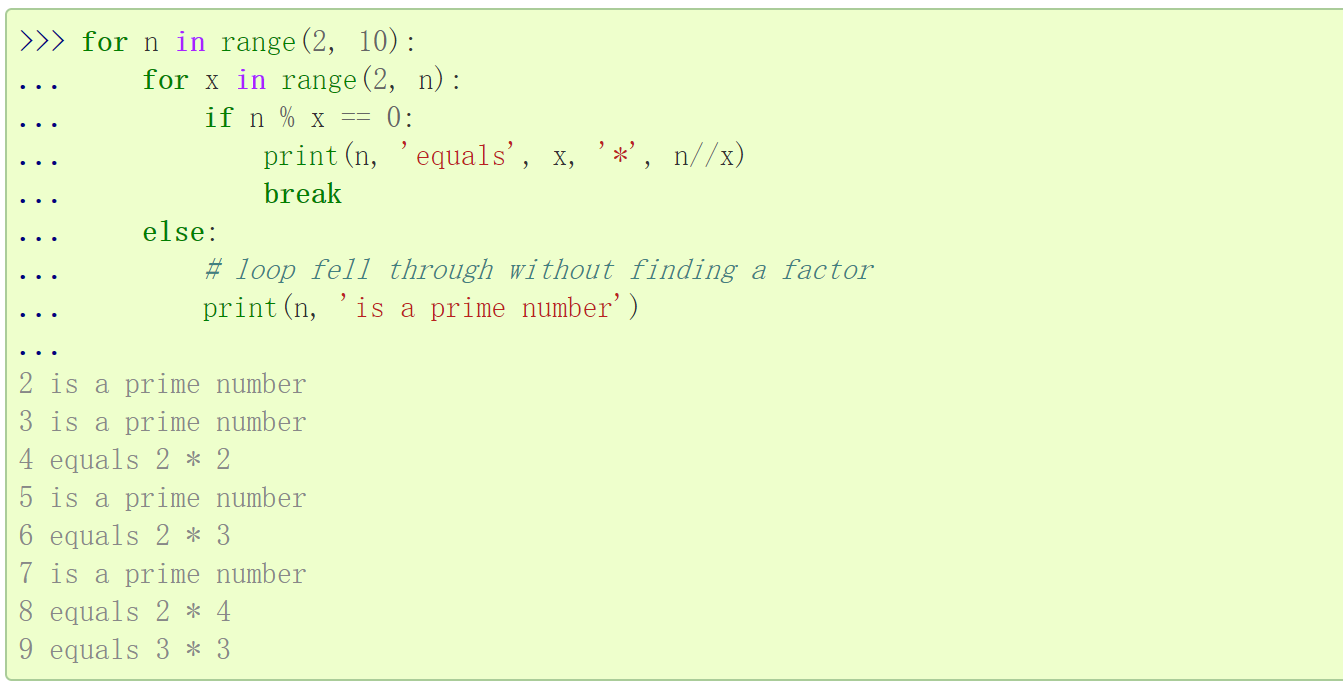 >>> for n in range(2, 10):
...     for x in range(2, n):
...         if n % x == 0:
...             print(n, 'equals', x, '*', n//x)
...             break
...     else:
...         # loop fell through without finding a factor
...         print(n, 'is a prime number')
...
2 is a prime number
3 is a prime number
4 equals 2 * 2
5 is a prime number
6 equals 2 * 3
7 is a prime number
8 equals 2 * 4
9 equals 3 * 3